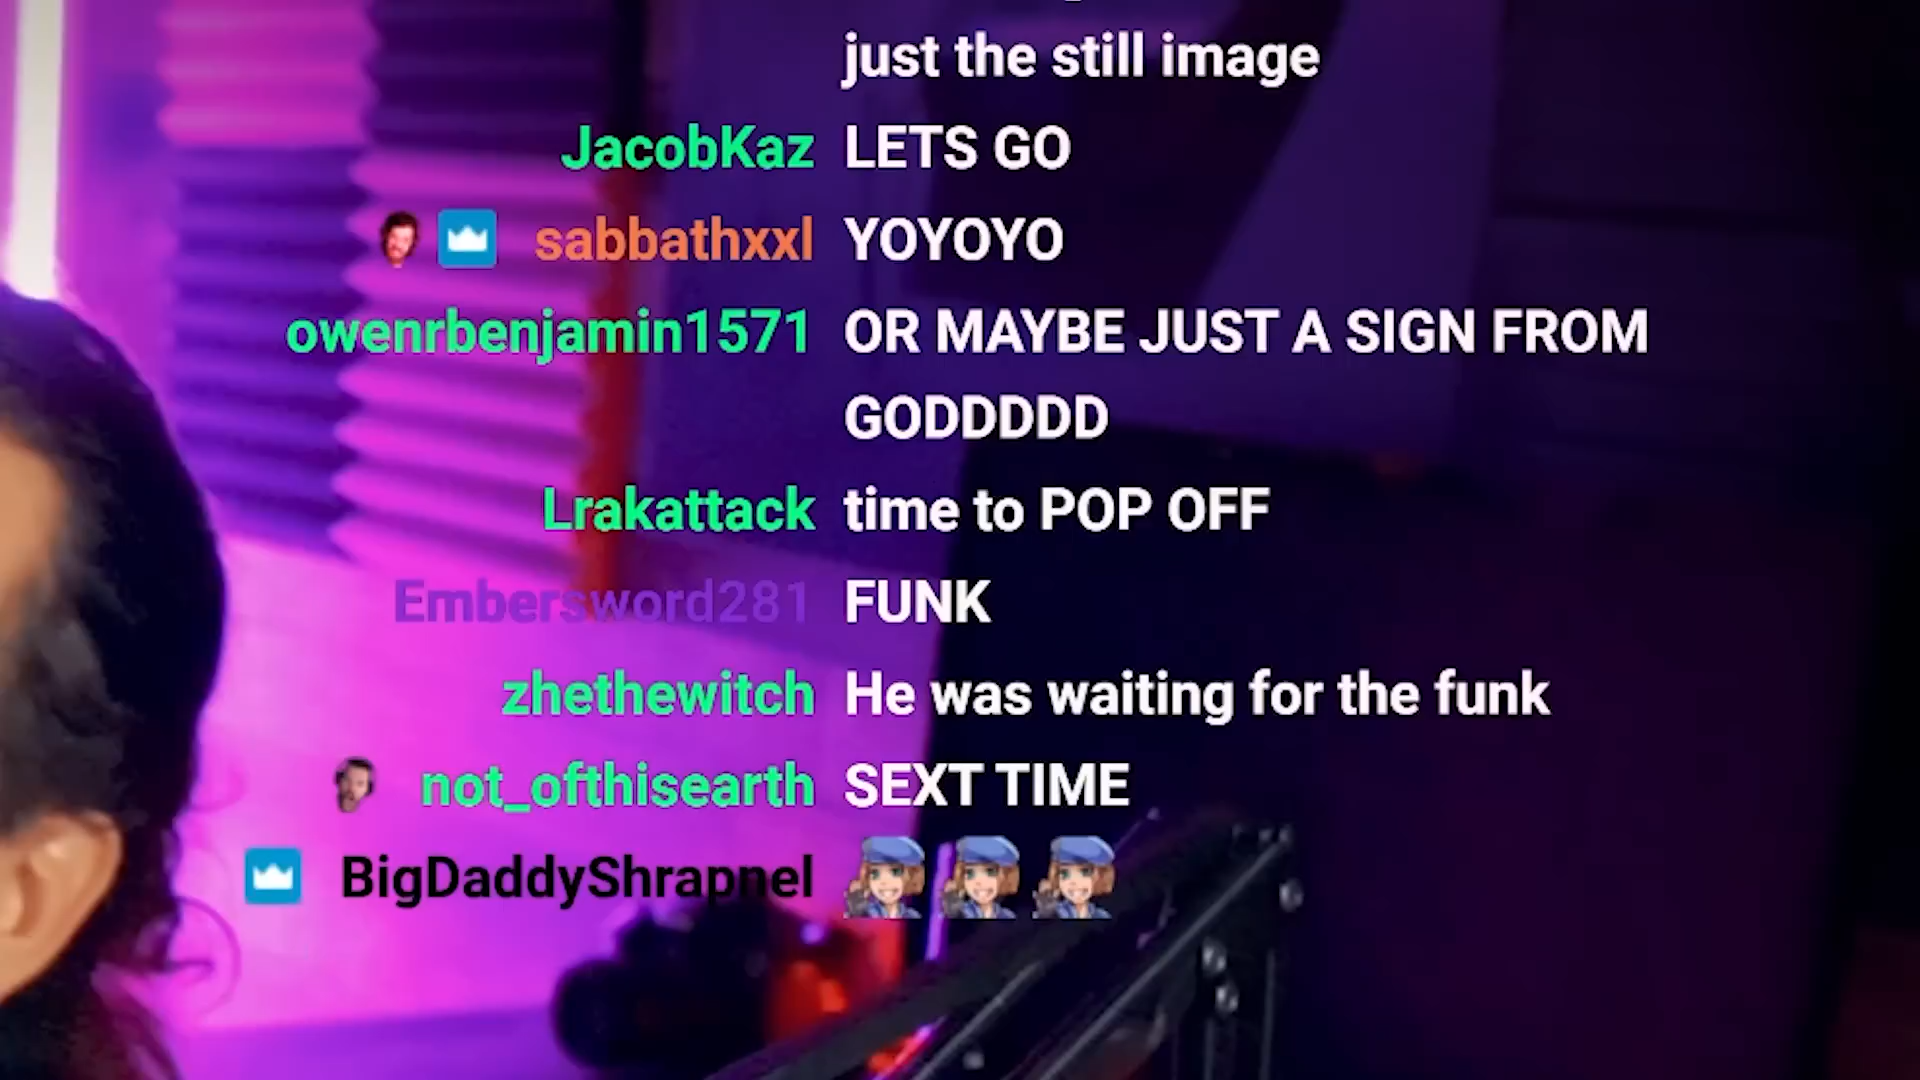 just the still image
JacobKaz LETS GO
sabbathxxl YOYOYO
owenrbenjamin1571 OR MAYBE JUST A SIGN FROM
GODDDDD
Lrakattack time to POP OFF
Embersword281 FUNK
zhethewitch He was waiting for the funk
not_ofthisearth SEXT TIME
BigDaddyShrapnel